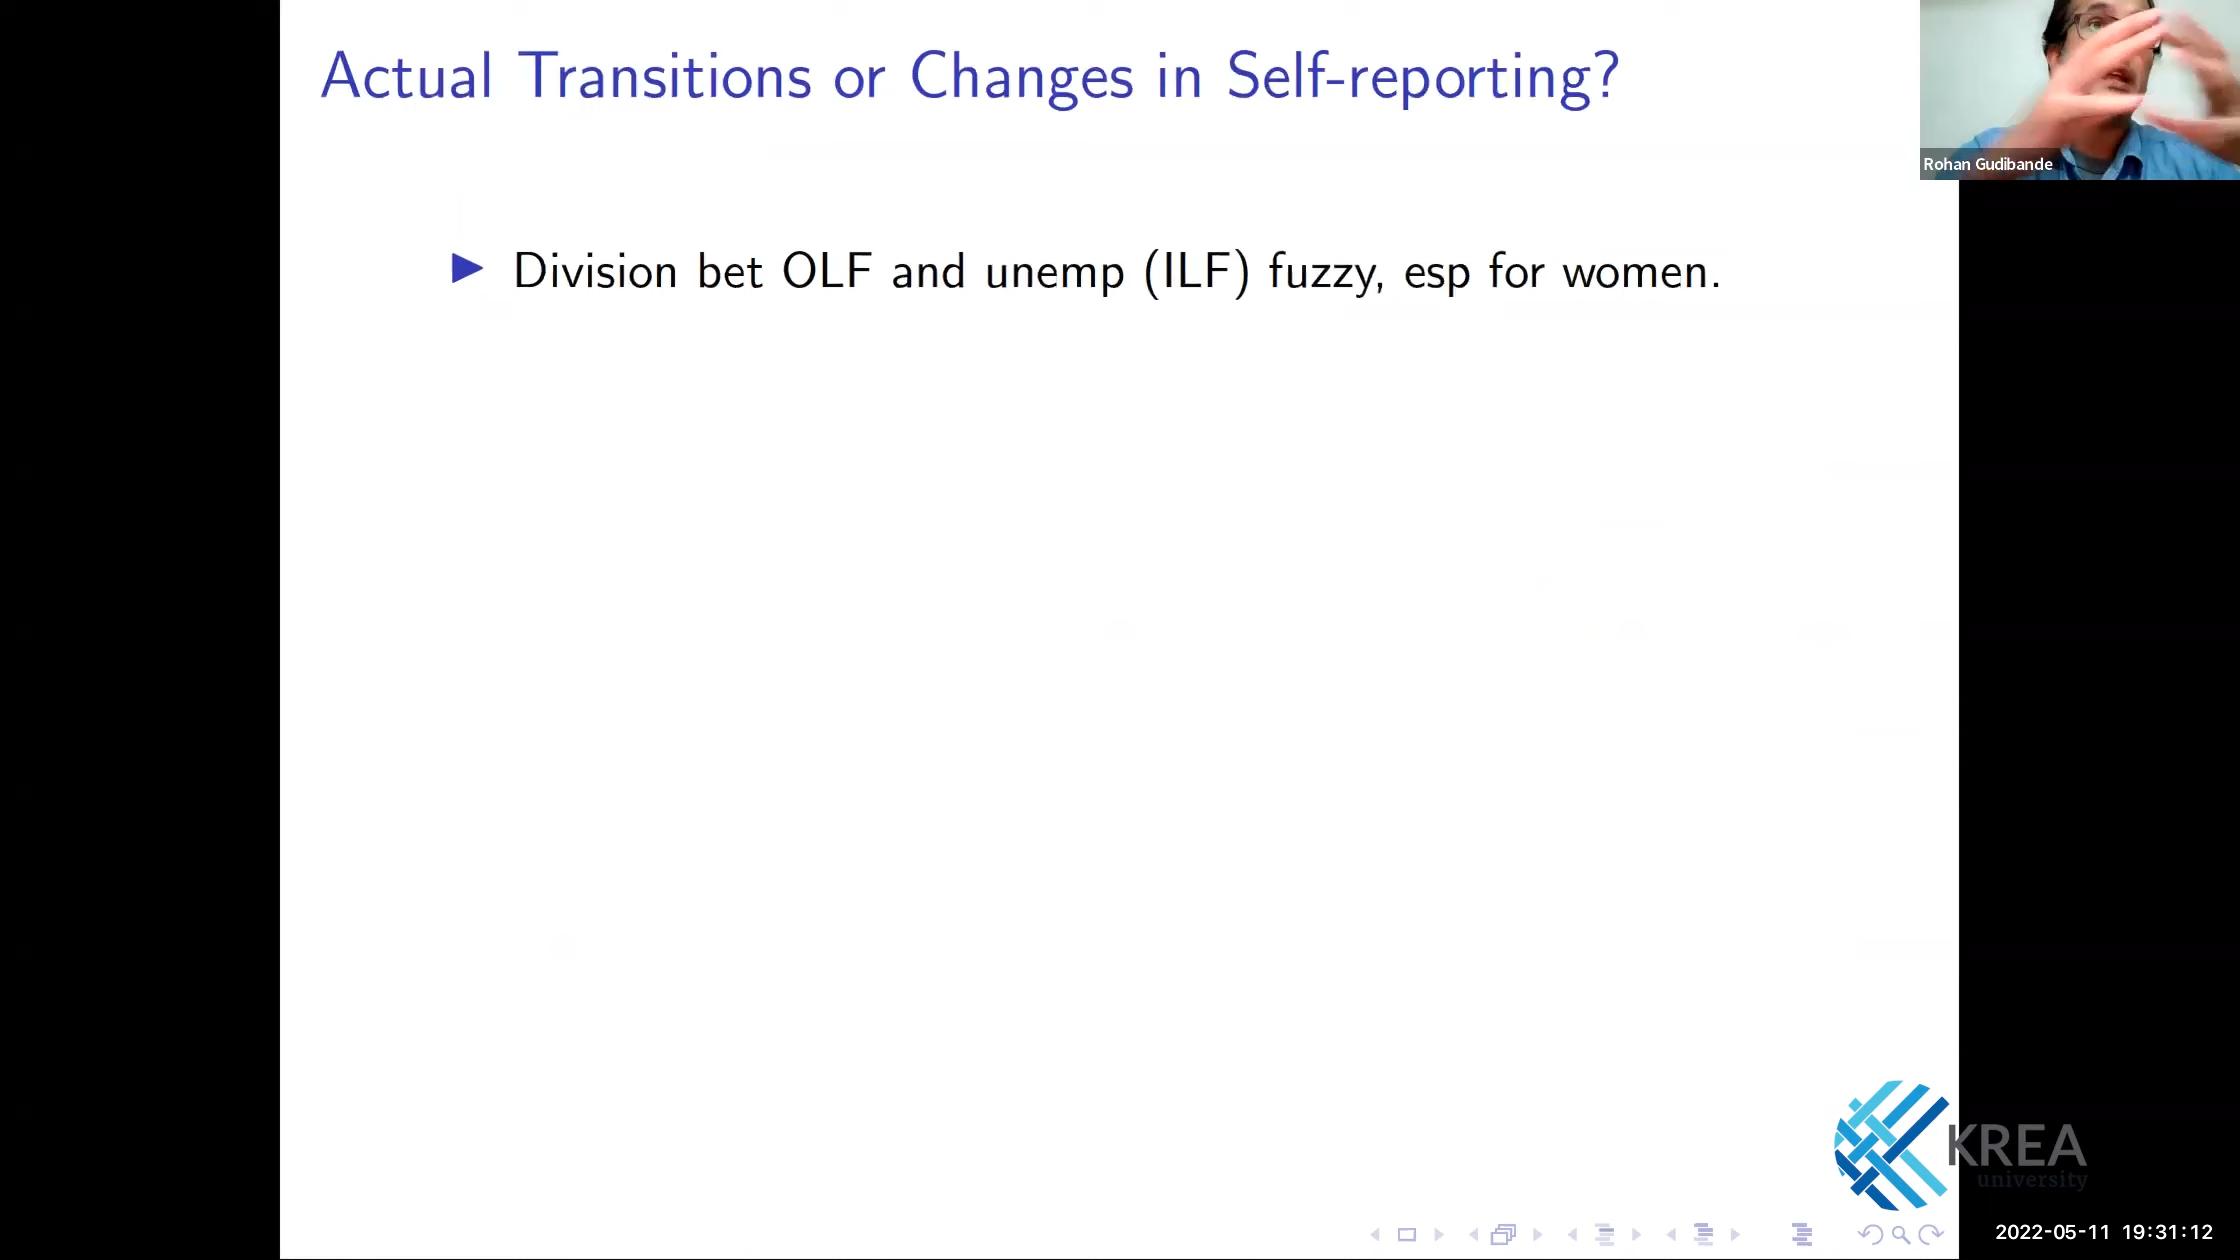 Actual Transitions or Changes in Self-reporting?
Rohan Gudibande
Division bet OLF and unemp (ILF) fuzzy, esp for women.
KREA
university
2022-05-11 19:31:12